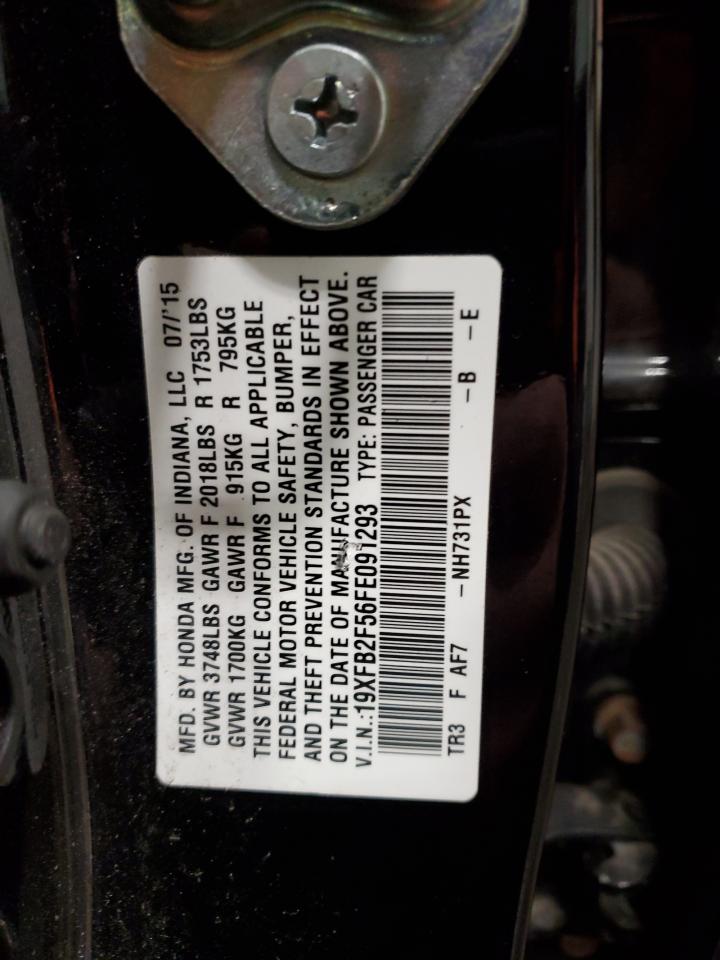 MFD. BY HONDA MFG. OF INDIANA, LLC 07/'15
GVWR 3748LBS GAWR F 2018LBS R 1753LBS
GVWR 1700KG GAWR F 915KG R 795KG
THIS VEHICLE CONFORMS TO ALL APPLICABLE
FEDERAL MOTOR VEHICLE SAFETY, BUMPER,
AND THEFT PREVENTION STANDARDS IN EFFECT
ON THE DATE OF MANUFACTURE SHOWN ABOVE.
V.I.N.:19XFB2F56FE091293 TYPE: PASSENGER CAR
TR3 F AF7 -NH731PX -B -E